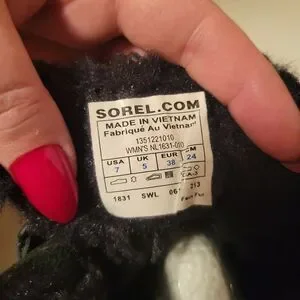 SOREL.COM
MADE IN VIETNAM
Fabriqué Au Vietnam
1351221010
WMN'S NL1631-010
USA UK EUR CM
7 5 38 24
1831 SWL 213